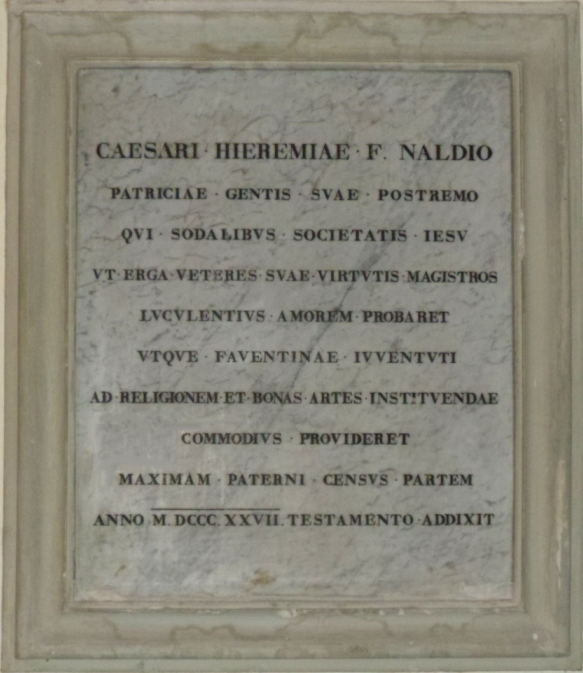 CAESARI · HIEREMIAE · F. NALDIO
PATRICIAE · GENTIS · SVAE · POSTREMO
QVI · SODALIBVS · SOCIETATIS · IESV
VT · ERGA · VETERES · SVAE · VIRTVTIS · MAGISTROS
LVCVLENTIVS · AMOREM · PROBARET
VTQVE · FAVENTINAE · IVVENTVTI
AD · RELIGIONEM · ET · BONAS · ARTES · INSTITVENDAE
COMMODIVS · PROVIDERET
MAXIMAM · PATERNI · CENSVS · PARTEM
ANNO M. DCCC. XXVII. TESTAMENTO · ADDIXIT